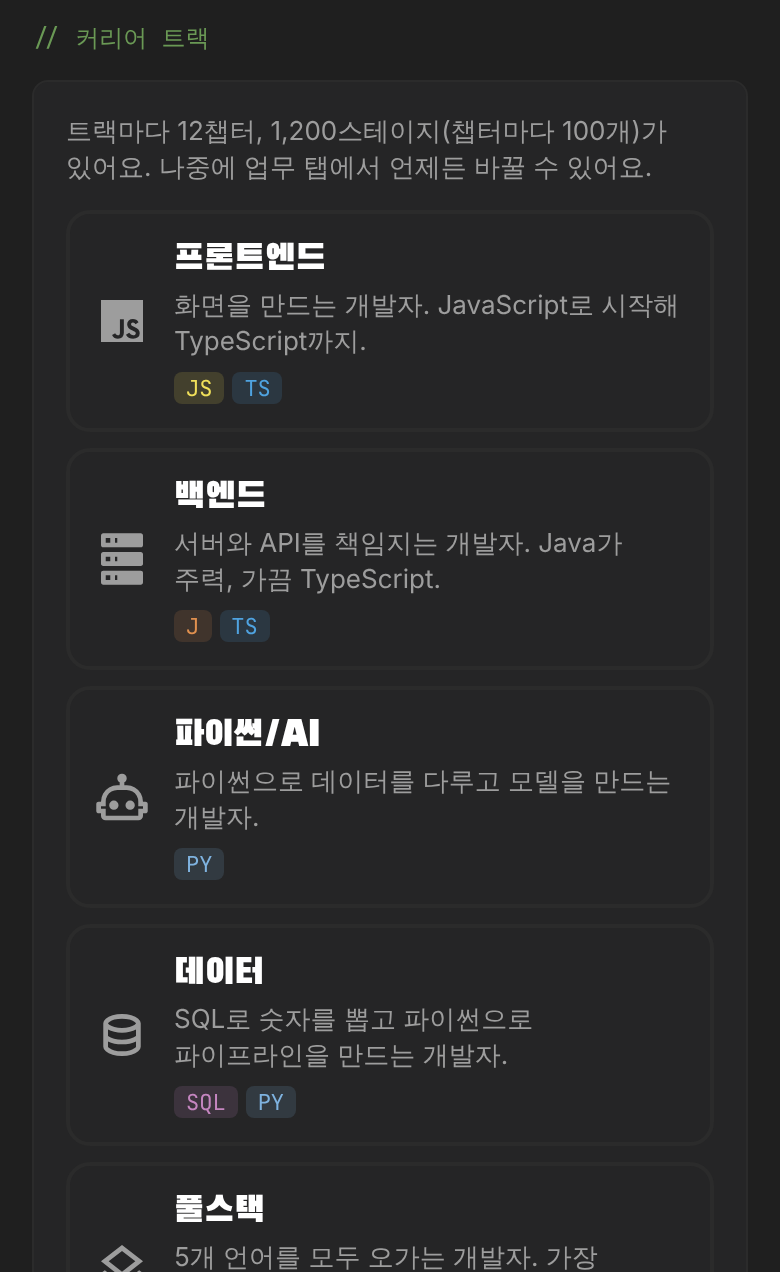 // 커리어 트랙
트랙마다 12챕터, 1,200스테이지(챕터마다 100개)가
있어요. 나중에 업무 탭에서 언제든 바꿀 수 있어요.
프론트엔드
JS
화면을 만드는 개발자. JavaScript로 시작해
TypeScript까지.
JS TS
백엔드
서버와 API를 책임지는 개발자. Java가
주력, 가끔 TypeScript.
J TS
파이썬/AI
파이썬으로 데이터를 다루고 모델을 만드는
개발자.
PY
데이터
SQL로 숫자를 뽑고 파이썬으로
파이프라인을 만드는 개발자.
SQL PY
풀스택
5개 언어를 모두 오가는 개발자. 가장